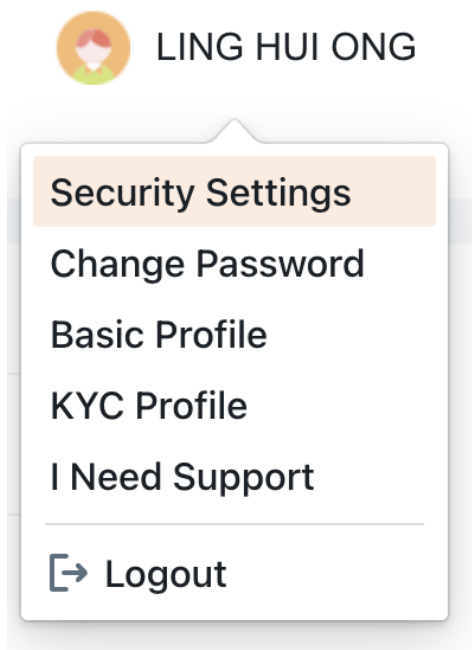 LING HUI ONG
Security Settings
Change Password
Basic Profile
KYC Profile
I Need Support
Logout